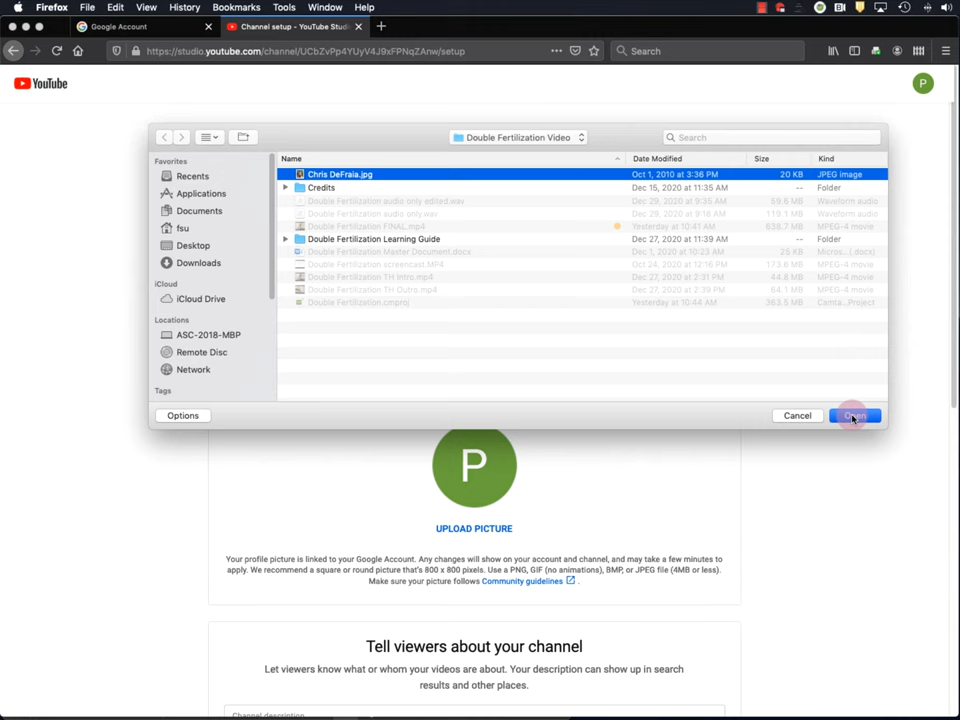 Firefox File Edit View History Bookmarks Tools Window Help
Google Account × Channel setup - YouTube Studi × +
https://studio.youtube.com/channel/UCbZvPp4YUyV4J9xFPNqZAnw/setup ••• Search
YouTube P
Double Fertilization Video Search
Favorites
Recents
Applications
Documents
fsu
Desktop
Downloads
iCloud
iCloud Drive
Locations
ASC-2018-MBP
Remote Disc
Network
Tags
Name Date Modified Size Kind
Chris DeFraia.jpg Oct 1, 2010 at 3:36 PM 20 KB JPEG image
Credits Dec 15, 2020 at 11:35 AM -- Folder
Double Fertilization audio only edited.wav Dec 29, 2020 at 9:35 AM 59.6 MB Waveform audio
Double Fertilization audio only.wav Dec 29, 2020 at 9:16 AM 119.1 MB Waveform audio
Double Fertilization FINAL.mp4 Yesterday at 10:41 AM 838.7 MB MPEG-4 movie
Double Fertilization Learning Guide Dec 27, 2020 at 11:39 AM -- Folder
Double Fertilization Master Document.docx Dec 1, 2020 at 10:23 AM 25 KB Micros...(.docx)
Double Fertilization screencast.MP4 Oct 24, 2020 at 12:16 PM 173.6 MB MPEG-4 movie
Double Fertilization TH Intro.mp4 Dec 27, 2020 at 2:31 PM 44.8 MB MPEG-4 movie
Double Fertilization TH Outro.mp4 Dec 27, 2020 at 2:39 PM 64.1 MB MPEG-4 movie
Double Fertilization.cmproj Yesterday at 10:44 AM 363.5 MB Camta...Project
Options Cancel Open
P
UPLOAD PICTURE
Your profile picture is linked to your Google Account. Any changes will show on your account and channel, and may take a few minutes to
apply. We recommend a square or round picture that's 800 x 800 pixels. Use a PNG, GIF (no animations), BMP, or JPEG file (4MB or less).
Make sure your picture follows Community guidelines .
Tell viewers about your channel
Let viewers know what or whom your videos are about. Your description can show up in search
results and other places.
Channel description